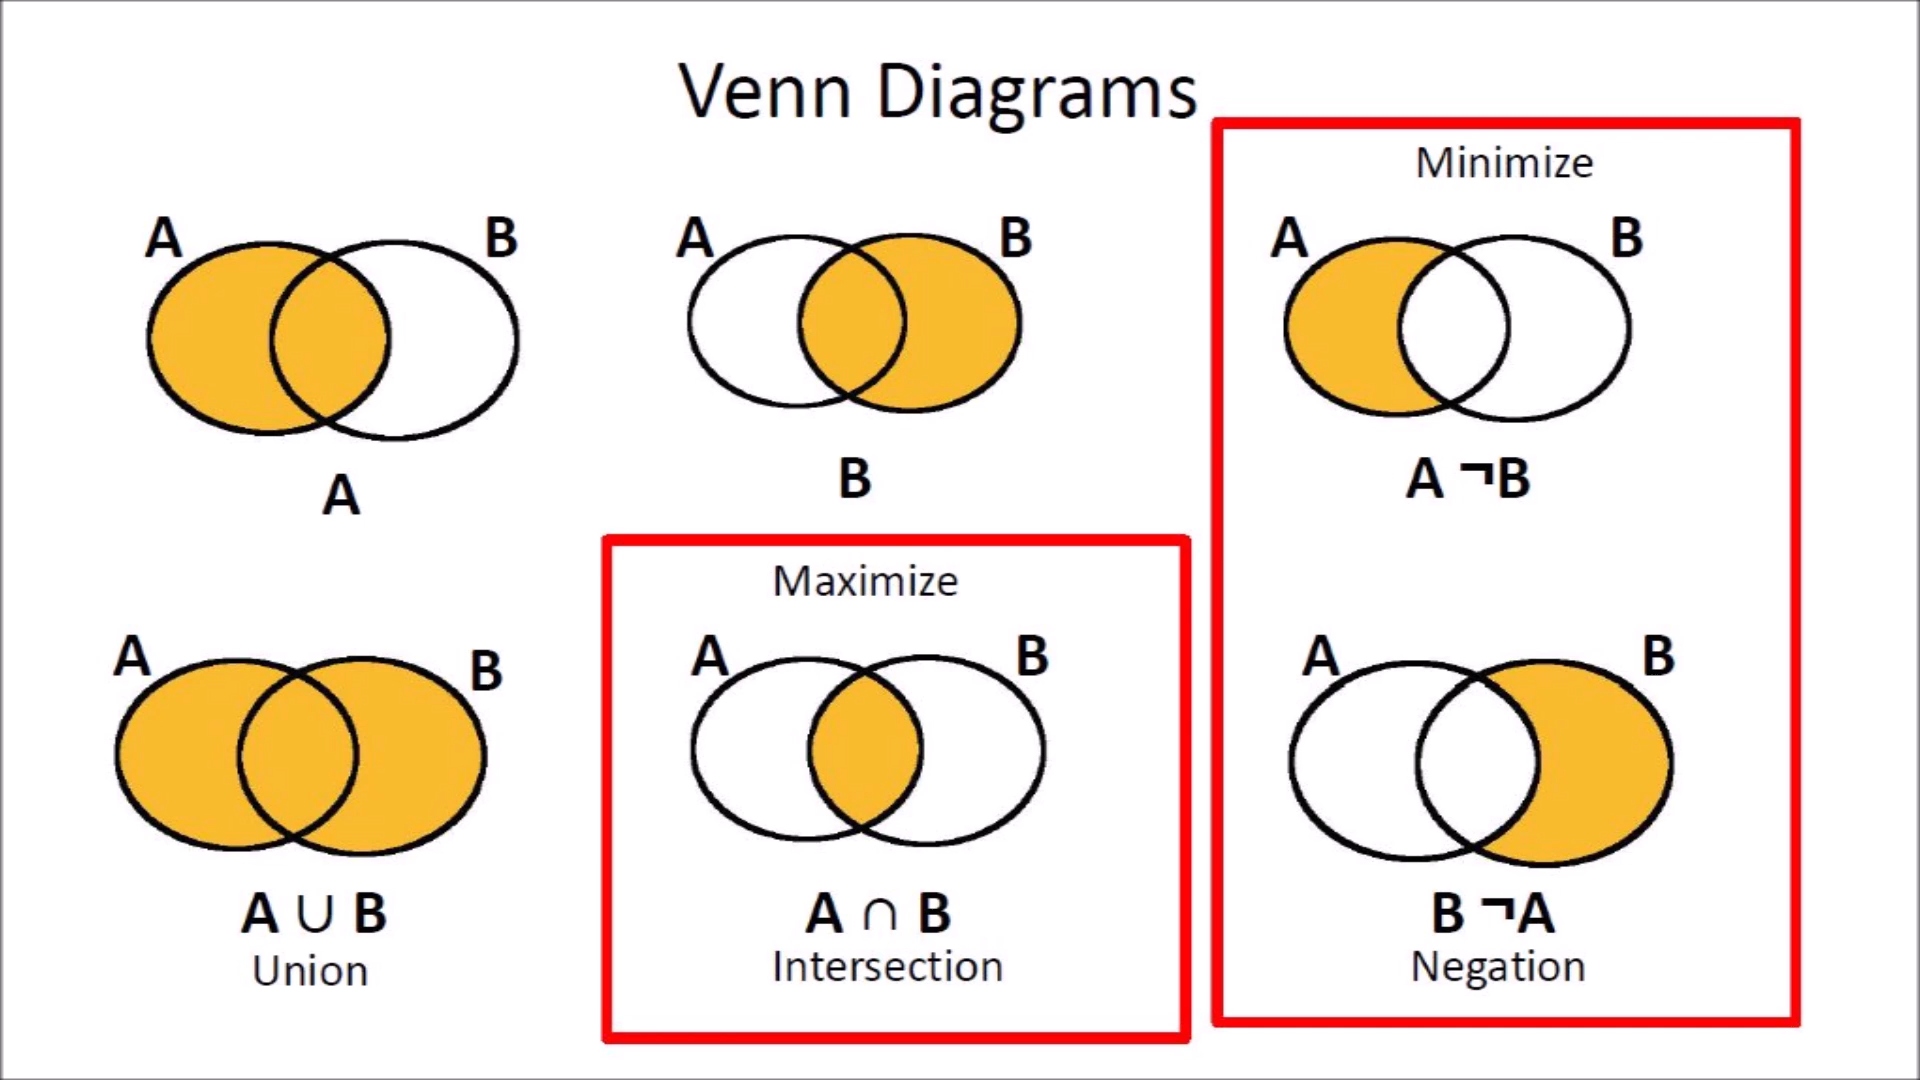 Venn Diagrams
A B
A
A B
B
Minimize
A B
A ¬B
A B
A ∪ B
Union
Maximize
A B
A ∩ B
Intersection
A B
B ¬A
Negation